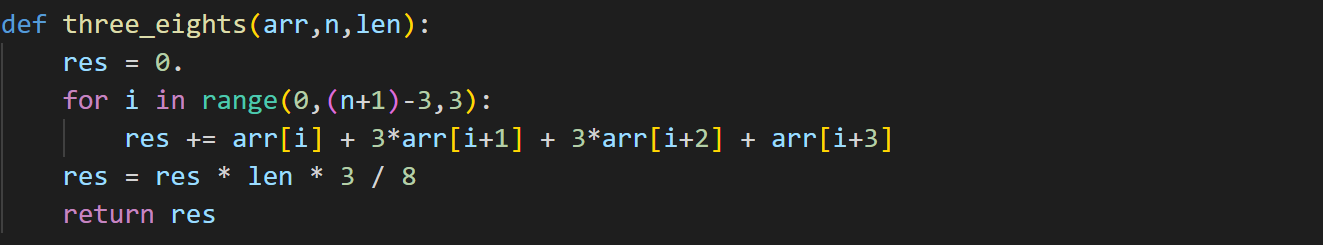 def three_eights(arr,n,len):
    res = 0.
    for i in range(0,(n+1)-3,3):
        res += arr[i] + 3*arr[i+1] + 3*arr[i+2] + arr[i+3]
    res = res * len * 3 / 8
    return res